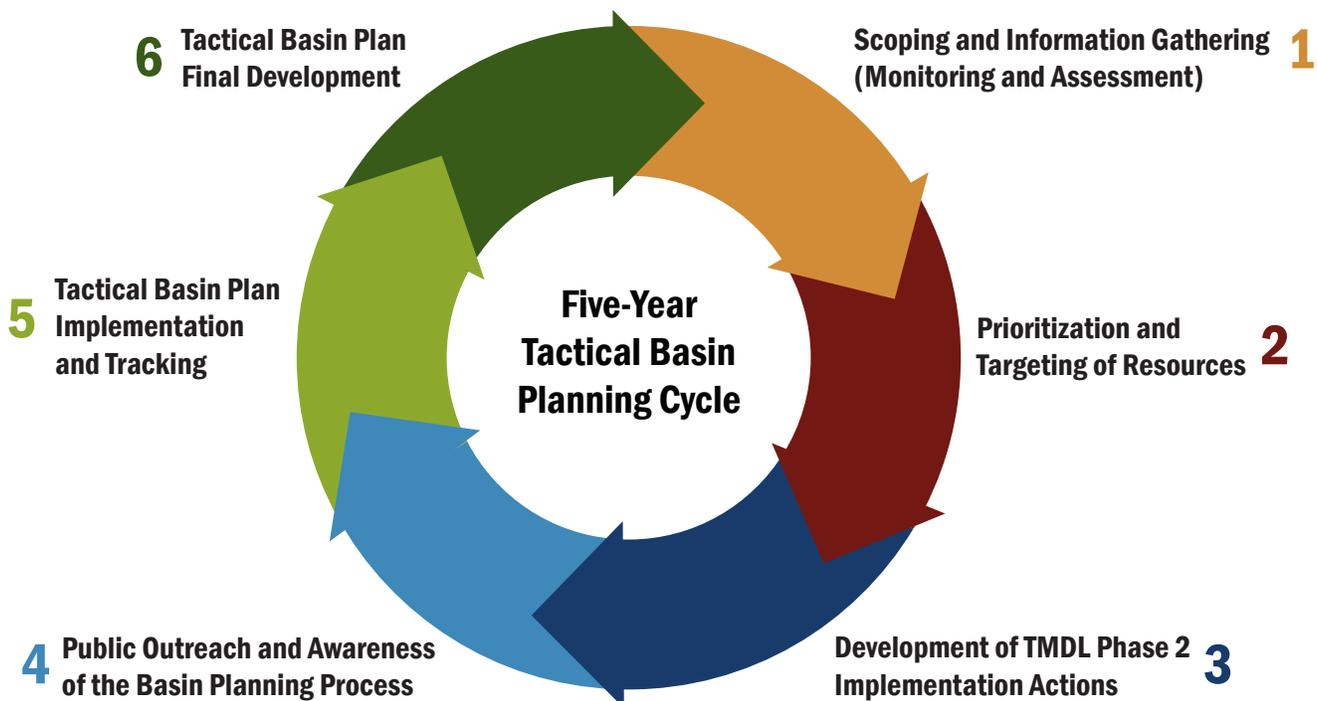 Five-Year
Tactical Basin
Planning Cycle
Scoping and Information Gathering
(Monitoring and Assessment)
1
Prioritization and
Targeting of Resources
2
Development of TMDL Phase 2
Implementation Actions
3
4
Public Outreach and Awareness
of the Basin Planning Process
5
Tactical Basin Plan
Implementation
and Tracking
6
Tactical Basin Plan
Final Development